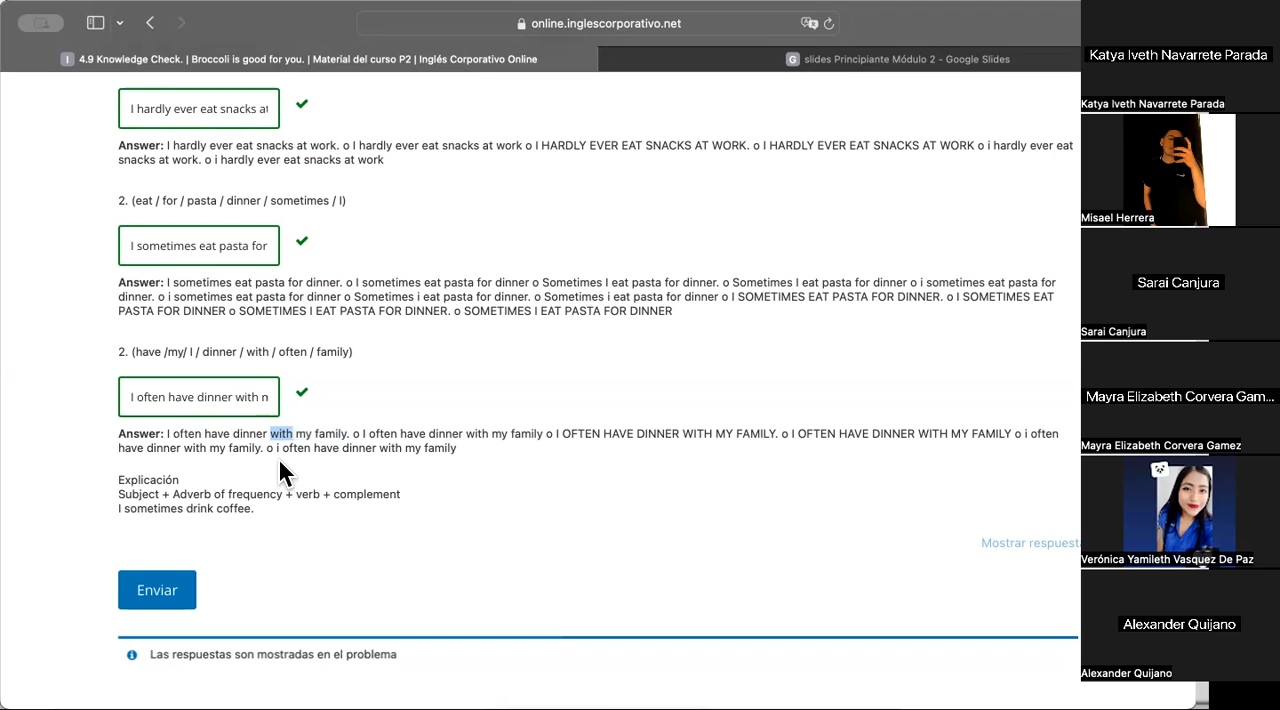 online.inglescorporativo.net
I 4.9 Knowledge Check. | Broccoli is good for you. | Material del curso P2 | Inglés Corporativo Online
G slides Principiante Módulo 2 - Google Slides
I hardly ever eat snacks at
Answer: I hardly ever eat snacks at work. o I hardly ever eat snacks at work o I HARDLY EVER EAT SNACKS AT WORK. o I HARDLY EVER EAT SNACKS AT WORK o i hardly ever eat
snacks at work. o i hardly ever eat snacks at work
2. (eat / for / pasta / dinner / sometimes / I)
I sometimes eat pasta for
Answer: I sometimes eat pasta for dinner. o I sometimes eat pasta for dinner o Sometimes I eat pasta for dinner. o Sometimes I eat pasta for dinner o i sometimes eat pasta for
dinner. o i sometimes eat pasta for dinner o Sometimes i eat pasta for dinner. o Sometimes i eat pasta for dinner o I SOMETIMES EAT PASTA FOR DINNER. o I SOMETIMES EAT
PASTA FOR DINNER o SOMETIMES I EAT PASTA FOR DINNER. o SOMETIMES I EAT PASTA FOR DINNER
2. (have /my/ I / dinner / with / often / family)
I often have dinner with m
Answer: I often have dinner with my family. o I often have dinner with my family o I OFTEN HAVE DINNER WITH MY FAMILY. o I OFTEN HAVE DINNER WITH MY FAMILY o i often
have dinner with my family. o i often have dinner with my family
Explicación
Subject + Adverb of frequency + verb + complement
I sometimes drink coffee.
Mostrar respuesta
Enviar
Las respuestas son mostradas en el problema
Katya Iveth Navarrete Parada
Katya Iveth Navarrete Parada
Misael Herrera
Sarai Canjura
Sarai Canjura
Mayra Elizabeth Corvera Gam...
Mayra Elizabeth Corvera Gamez
Verónica Yamileth Vasquez De Paz
Alexander Quijano
Alexander Quijano